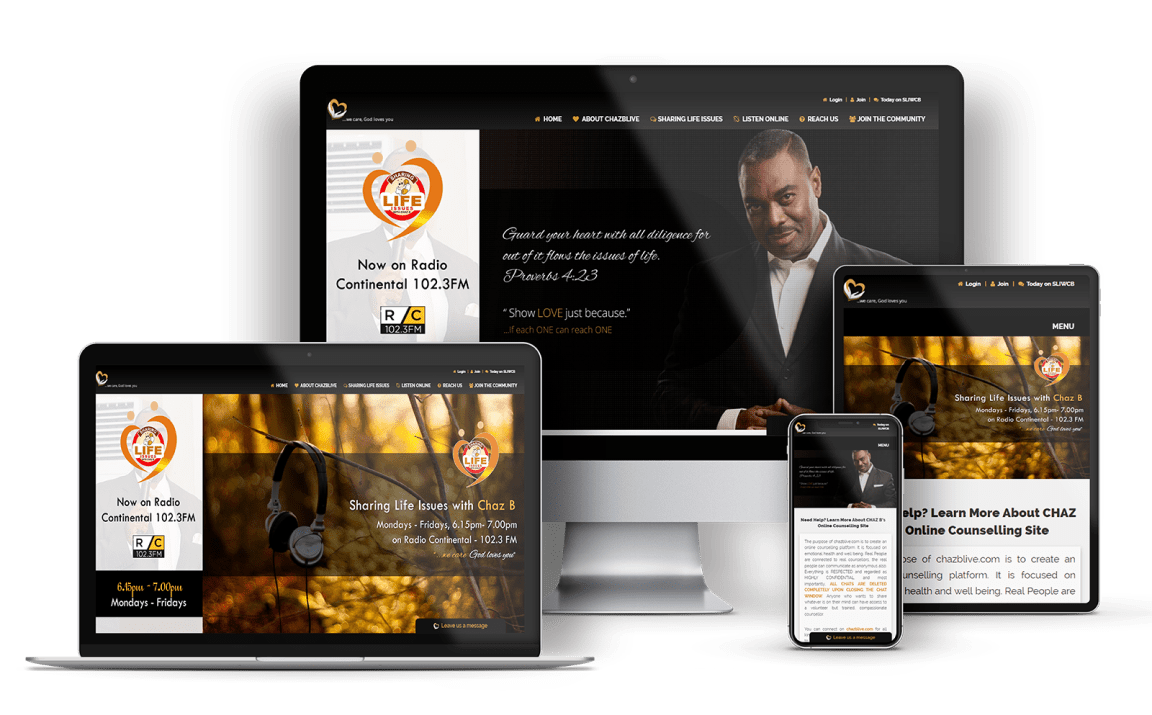 Login | Join | Today on SLIWCB
...we care, God loves you
HOME ABOUT CHAZBLIVE SHARING LIFE ISSUES LISTEN ONLINE REACH US JOIN THE COMMUNITY
SHARING
LIFE
ISSUES
Now on Radio
Continental 102.3FM
R/C
102.3FM
Guard your heart with all diligence for
out of it flows the issues of life.
Proverbs 4:23
“Show LOVE just because.”
...if each ONE can reach ONE
Login | Join | Today on SLIWCB
...we care, God loves you
HOME ABOUT CHAZBLIVE SHARING LIFE ISSUES LISTEN ONLINE REACH US JOIN THE COMMUNITY
SHARING
LIFE
ISSUES
Now on Radio
Continental 102.3FM
R/C
102.3FM
6.15pm - 7.00pm
Mondays - Fridays
LIFE
Sharing Life Issues with Chaz B
Mondays - Fridays, 6.15pm- 7.00pm
on Radio Continental - 102.3 FM
"...we care God loves you"
Leave us a message
Login | Join | Today on SLIWCB
...we care, God loves you
MENU
LIFE
Sharing Life Issues with Chaz B
Mondays - Fridays, 6.15pm- 7.00pm
on Radio Continental - 102.3 FM
"...we care God loves you"
elp? Learn More About CHAZ
Online Counselling Site
ose of chazblive.com is to create an
unselling platform. It is focused on
health and well being. Real People are
Today on
SLIWCB
MENU
Need Help? Learn More About CHAZ B's
Online Counselling Site
The purpose of chazblive.com is to create an
online counselling platform. It is focused on
emotional health and well being. Real People
are connected to real counsellors; the real
people can communicate as anonymous also.
Everything is RESPECTED and regarded as
HIGHLY CONFIDENTIAL and most
importantly ALL CHATS ARE DELETED
COMPLETELY UPON CLOSING THE CHAT
WINDOW. Anyone who wants to share
whatever is on their mind can have access to
a volunteer but trained, compassionate
counselor.
You can connect on chazblive.com for all
Leave us a message